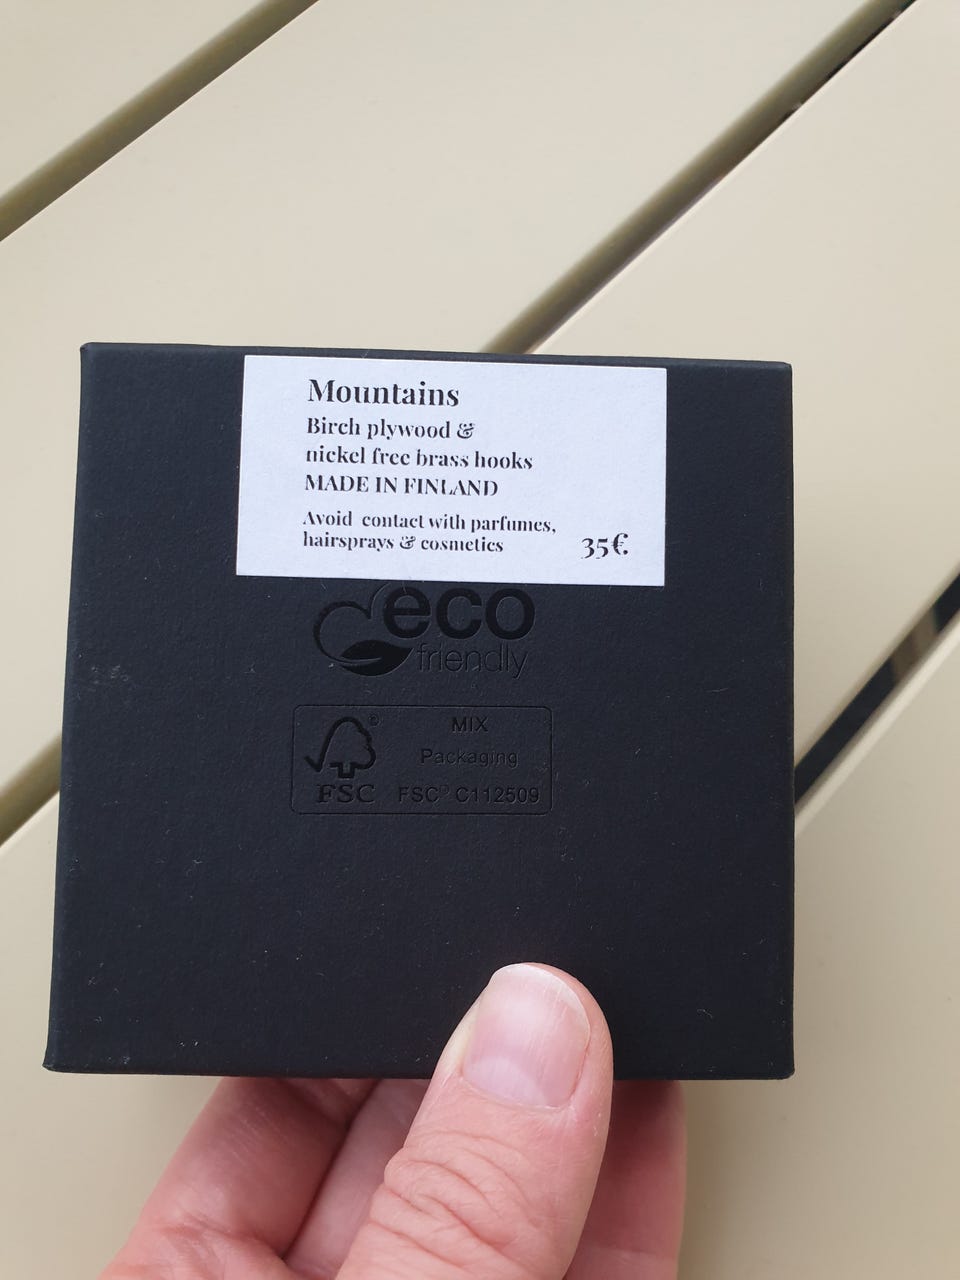 Mountains
Birch plywood &
nickel free brass hooks
MADE IN FINLAND
Avoid contact with parfumes,
hairsprays & cosmetics
35€
eco
friendly
MIX
Packaging
FSC
FSC® C112509